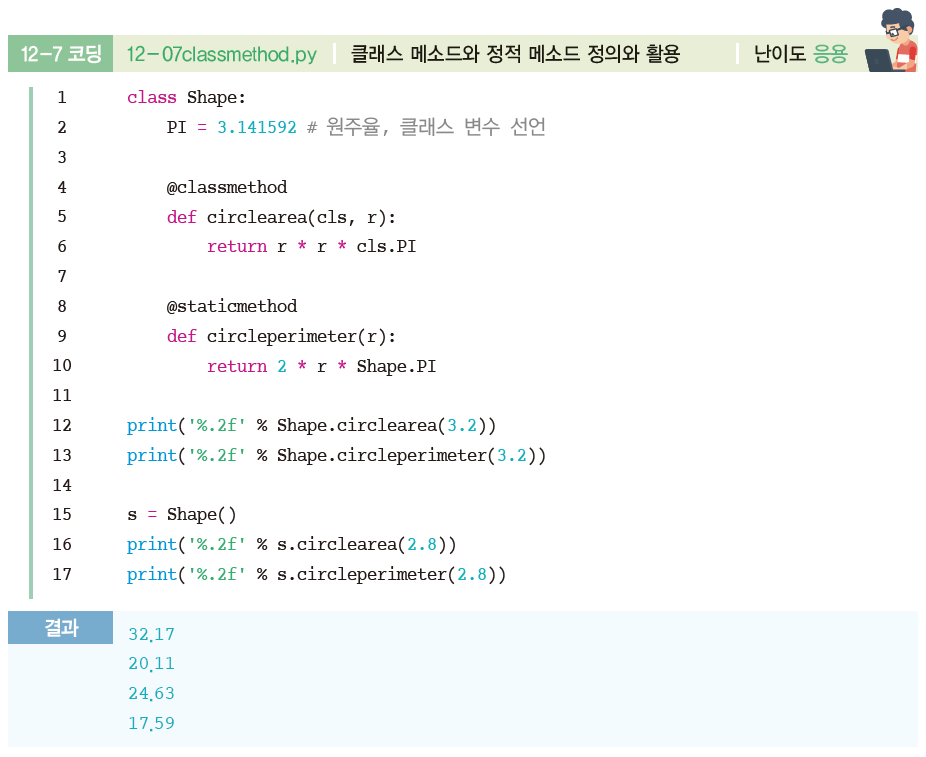 12-7 코딩 12-07classmethod.py 클래스 메소드와 정적 메소드 정의와 활용 난이도 응용
1 class Shape:
2     PI = 3.141592 # 원주율, 클래스 변수 선언
3
4     @classmethod
5     def circlearea(cls, r):
6         return r * r * cls.PI
7
8     @staticmethod
9     def circleperimeter(r):
10         return 2 * r * Shape.PI
11
12 print('%.2f' % Shape.circlearea(3.2))
13 print('%.2f' % Shape.circleperimeter(3.2))
14
15 s = Shape()
16 print('%.2f' % s.circlearea(2.8))
17 print('%.2f' % s.circleperimeter(2.8))
결과 32.17
20.11
24.63
17.59